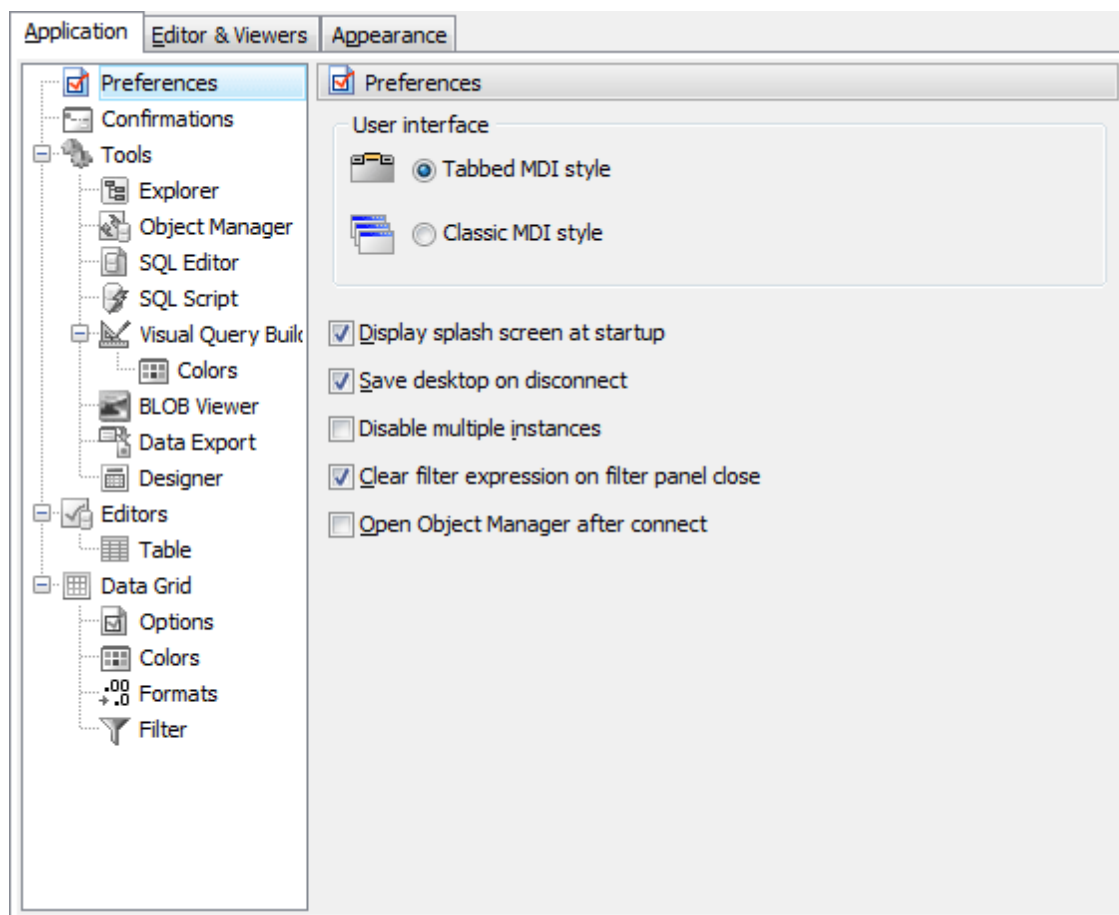 Application Editor & Viewers Appearance
Preferences
Confirmations
Tools
Explorer
Object Manager
SQL Editor
SQL Script
Visual Query Builc
Colors
BLOB Viewer
Data Export
Designer
Editors
Table
Data Grid
Options
Colors
Formats
Filter
Preferences
User interface
Tabbed MDI style
Classic MDI style
Display splash screen at startup
Save desktop on disconnect
Disable multiple instances
Clear filter expression on filter panel close
Open Object Manager after connect